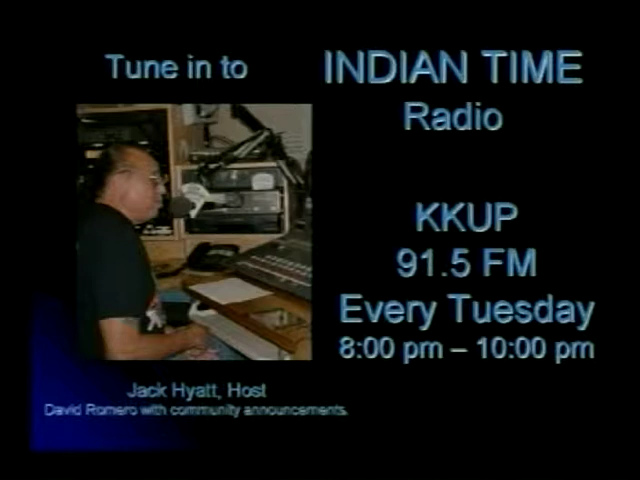 Tune in to
INDIAN TIME
Radio
KKUP
91.5 FM
Every Tuesday
8:00 pm – 10:00 pm
Jack Hyatt, Host
David Romero with community announcements.